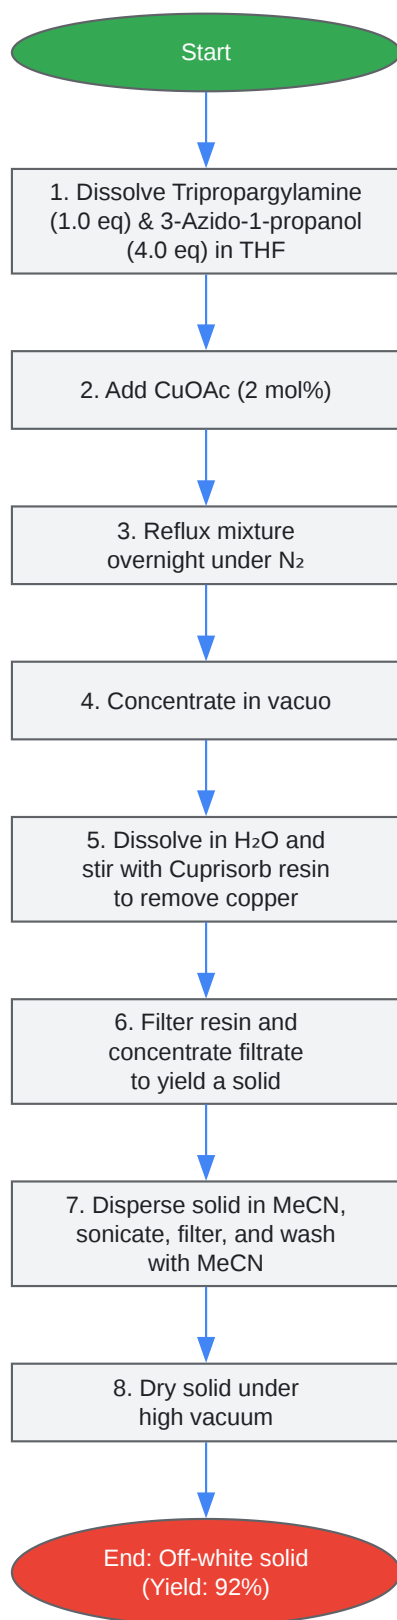 Start
1. Dissolve Tripropargylamine
(1.0 eq) & 3-Azido-1-propanol
(4.0 eq) in THF
2. Add CuOAc (2 mol%)
3. Reflux mixture
overnight under N₂
4. Concentrate in vacuo
5. Dissolve in H₂O and
stir with Cuprisorb resin
to remove copper
6. Filter resin and
concentrate filtrate
to yield a solid
7. Disperse solid in MeCN,
sonicate, filter, and wash
with MeCN
8. Dry solid under
high vacuum
End: Off-white solid
(Yield: 92%)